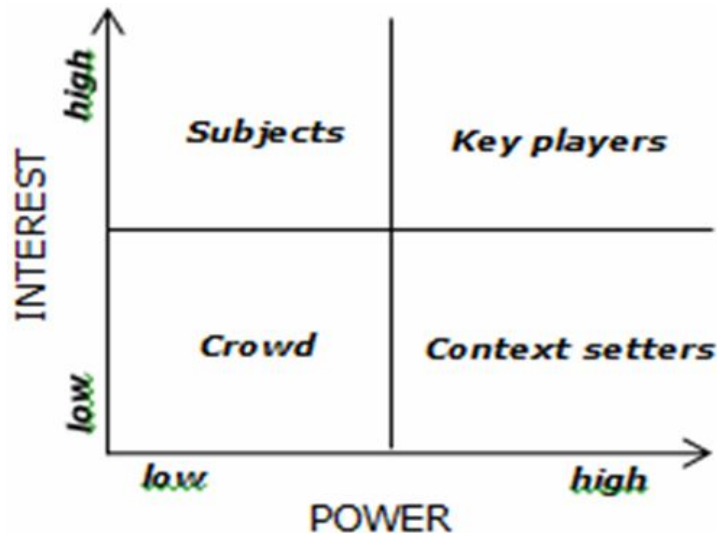 high
Subjects
Key players
INTEREST
Crowd
Context setters
low
low
high
POWER